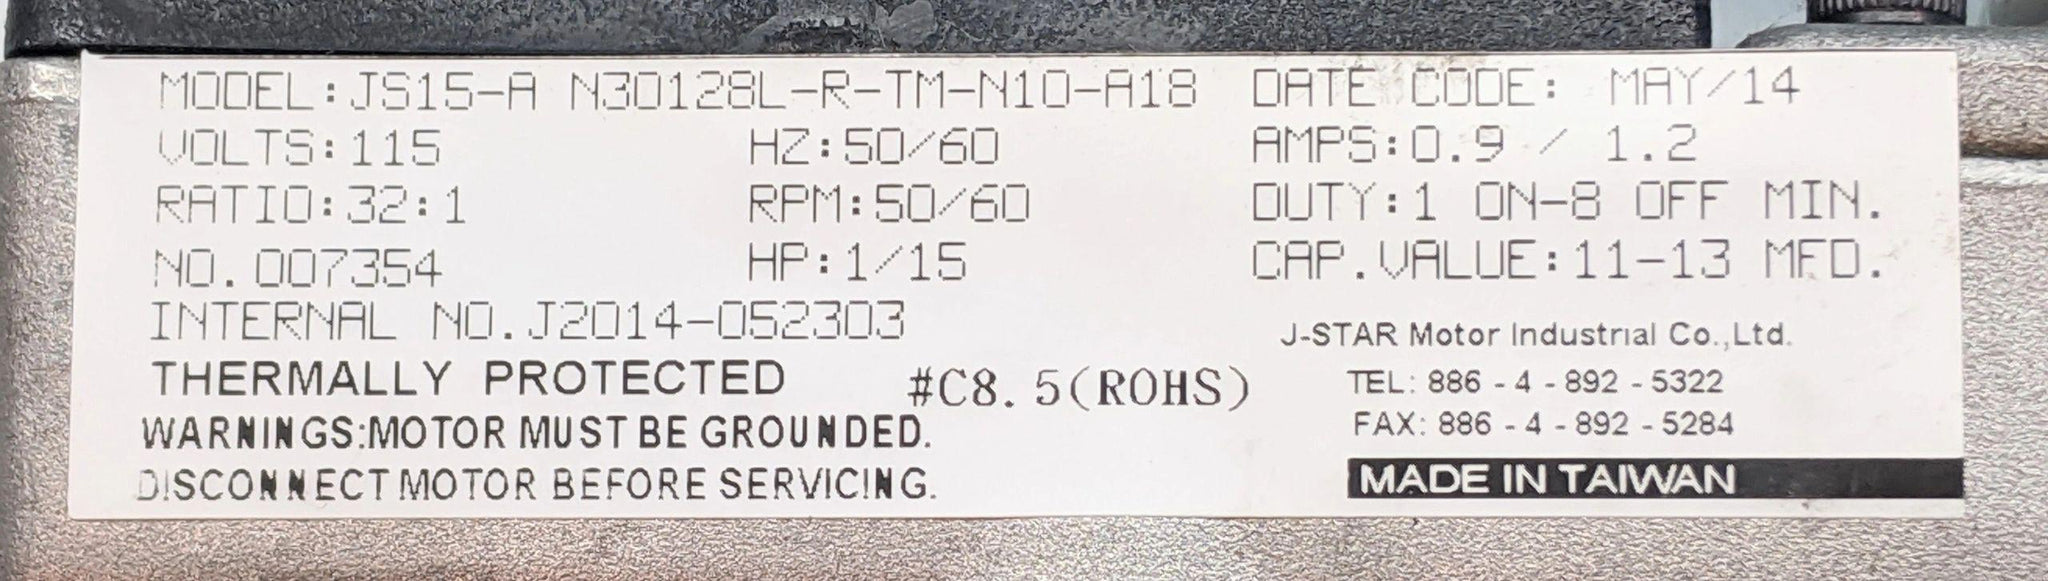 MODEL:JS15-A N30128L-R-TM-N10-A18 DATE CODE: MAY/14
VOLTS:115 HZ:50/60 AMPS:0.9 / 1.2
RATIO:32:1 RPM:50/60 DUTY:1 ON-8 OFF MIN.
NO.007354 HP:1/15 CAP.VALUE:11-13 MFD.
INTERNAL NO.J2014-052303
J-STAR Motor Industrial Co.,Ltd.
THERMALLY PROTECTED #C8.5(ROHS) TEL: 886 - 4 - 892 - 5322
WARNINGS:MOTOR MUST BE GROUNDED. FAX: 886 - 4 - 892 - 5284
DISCONNECT MOTOR BEFORE SERVICING. MADE IN TAIWAN